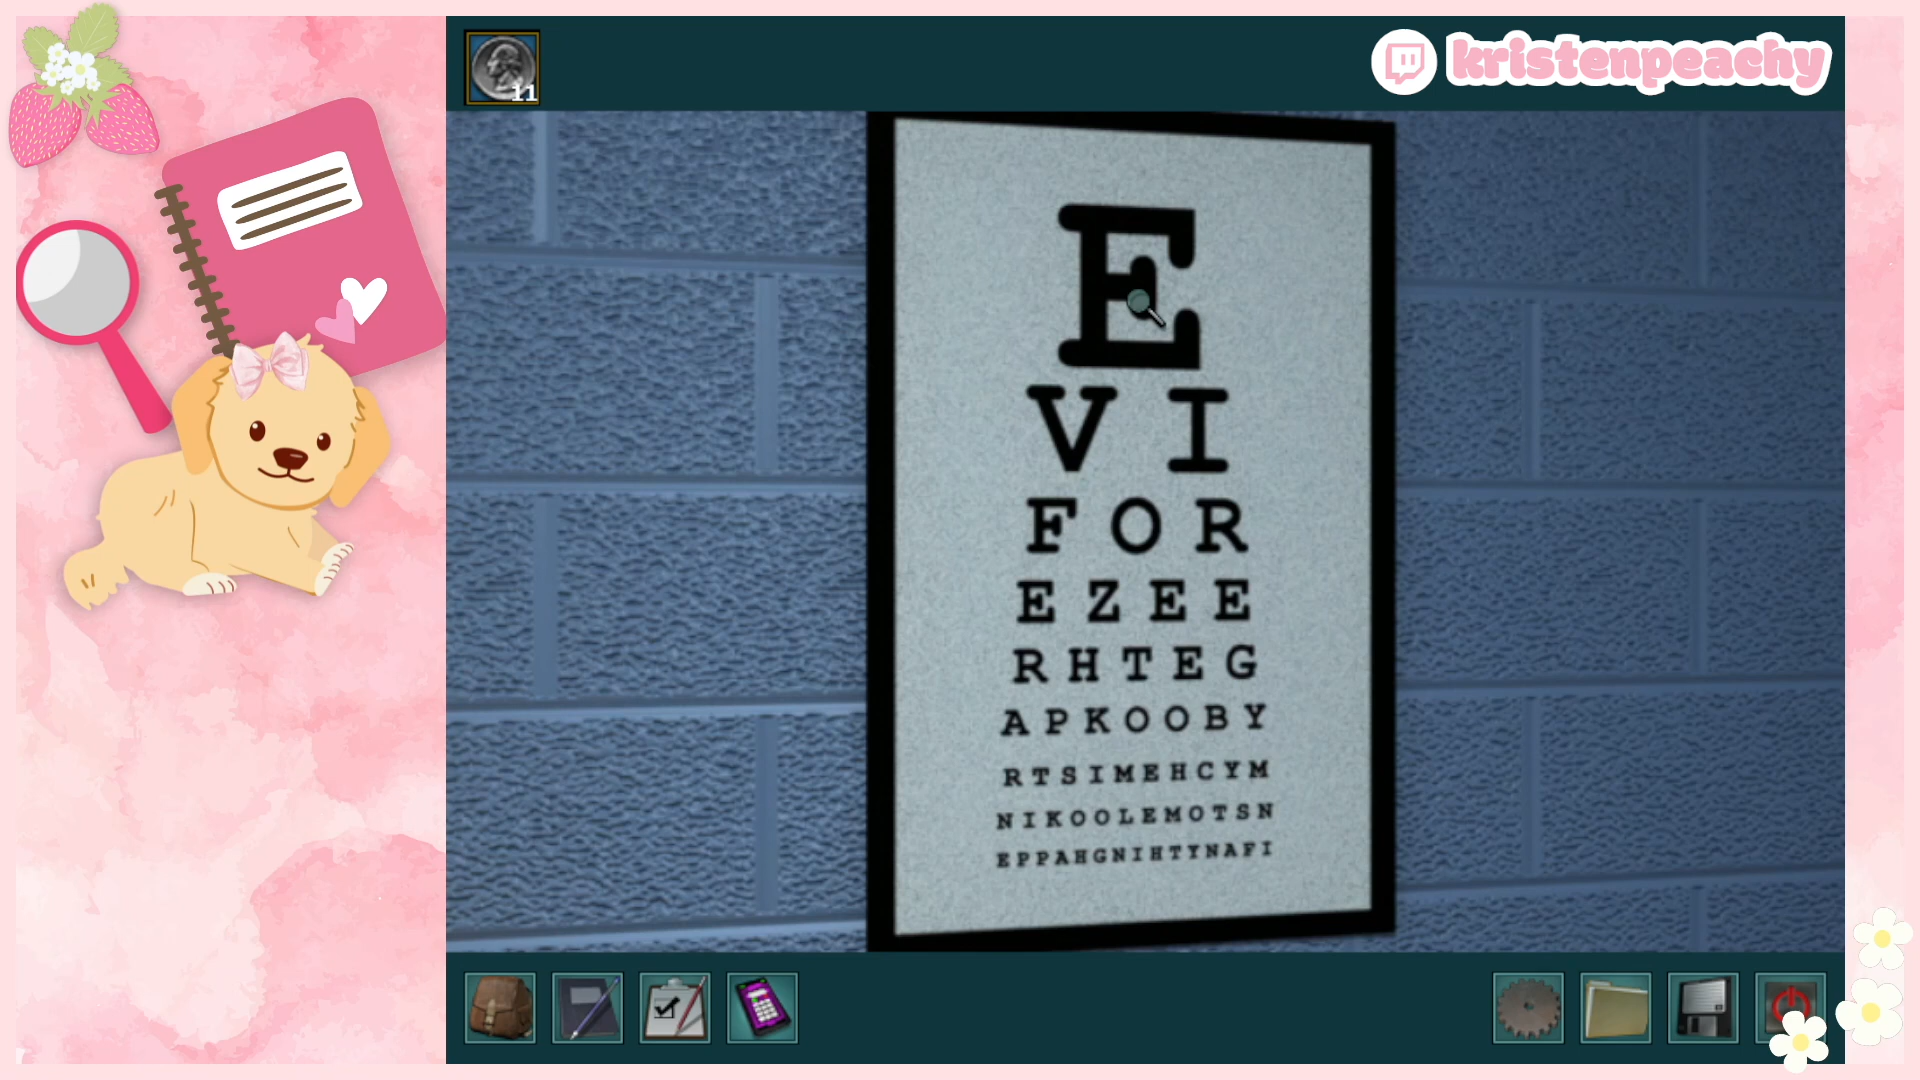 11
kristenpeachy
E
V I
F O R
E Z E E
R H T E G
A P K O O B Y
R T S I M E H C Y M
N I K O O L E M O T S N
E P P A H G N I H T Y N A F I